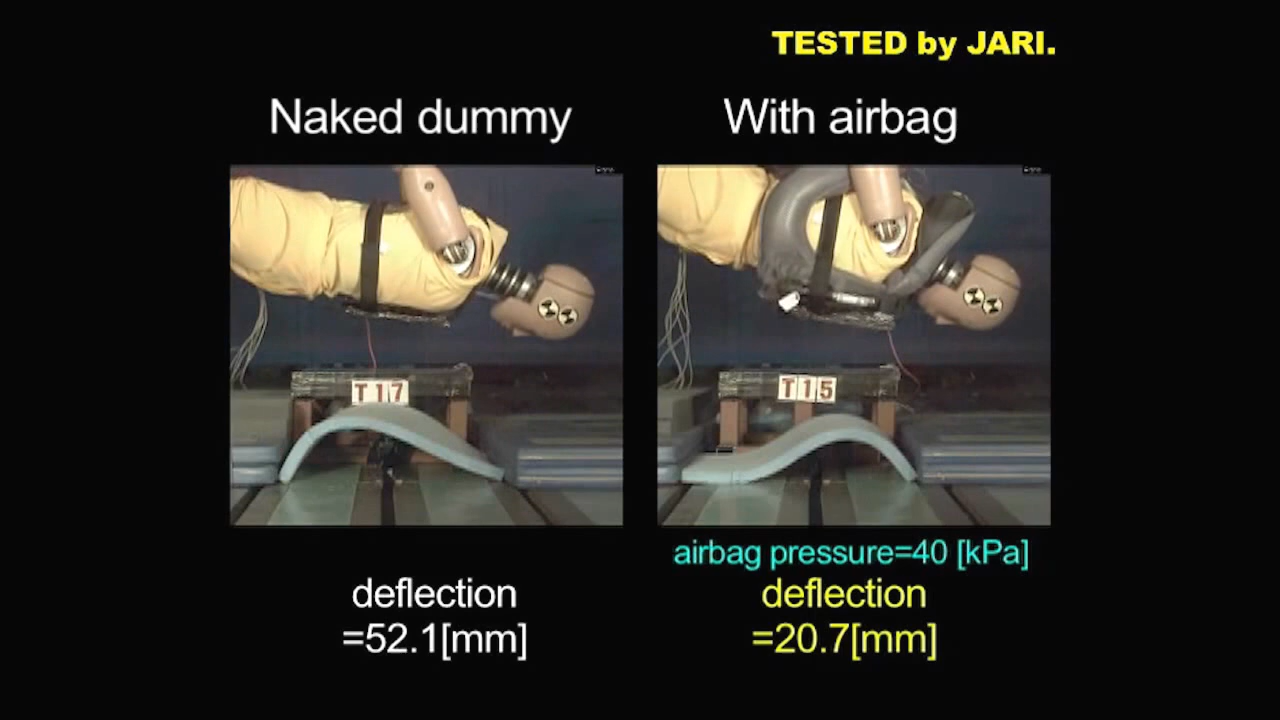 TESTED by JARI.
Naked dummy
With airbag
T17
T15
airbag pressure=40 [kPa]
deflection
=52.1[mm]
deflection
=20.7[mm]